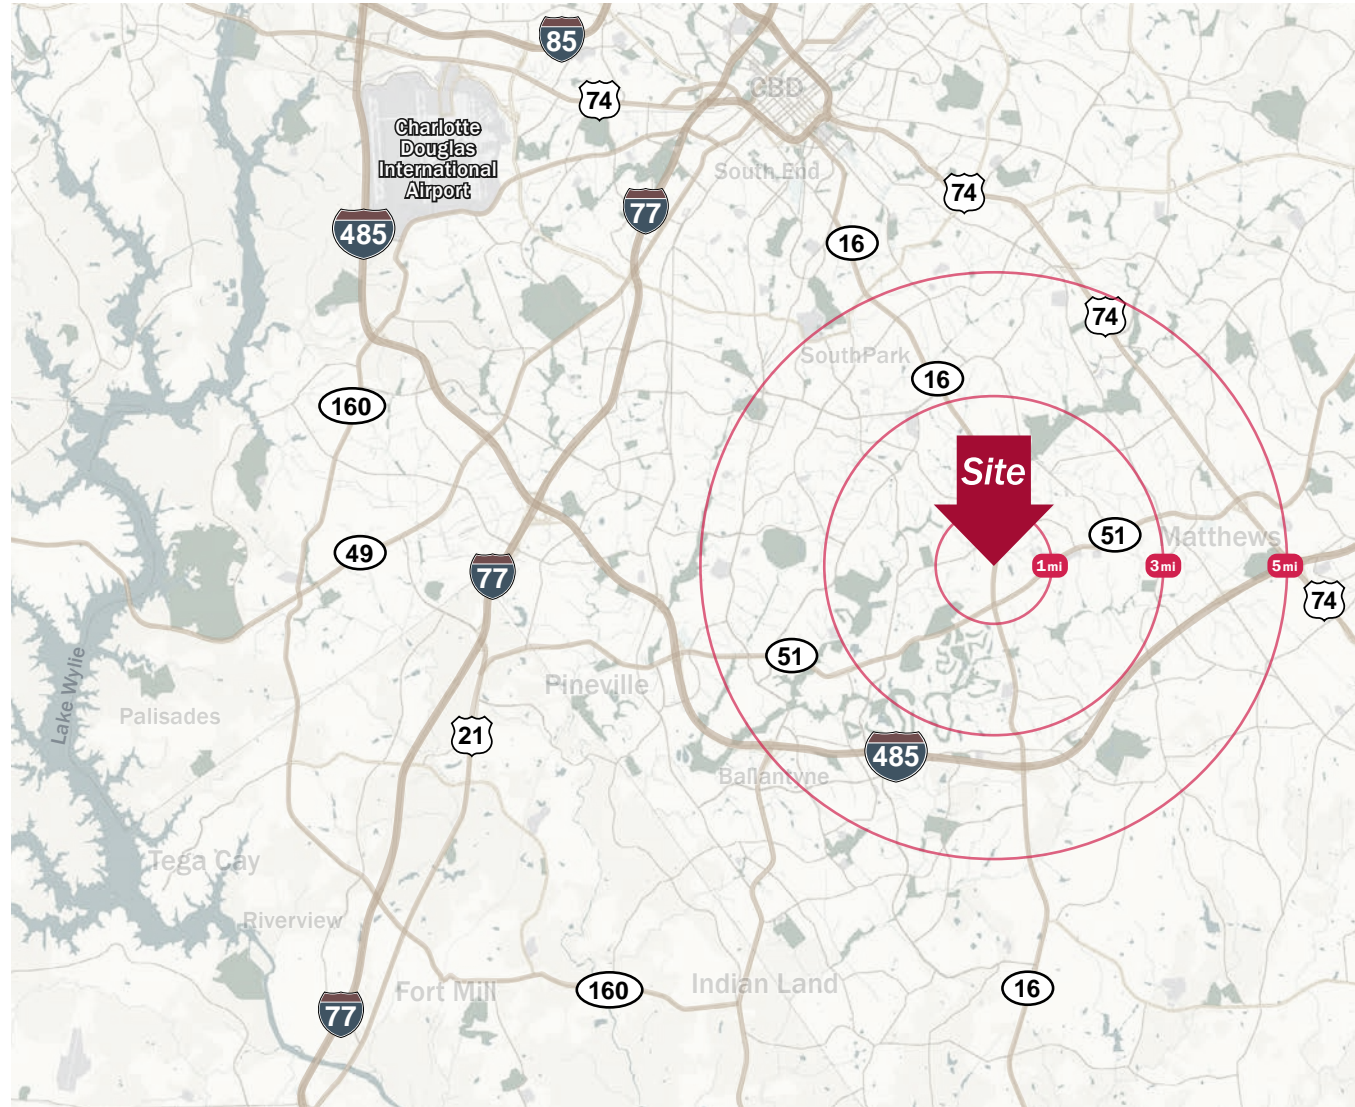 85
74
CBD
Charlotte
Douglas
International
Airport
South End
74
77
485
16
74
SouthPark
16
160
Site
51
Matthews
49
1mi
3mi
5mi
77
74
51
Lake Wylie
Pineville
Palisades
21
485
Ballantyne
Tega Cay
Riverview
Indian Land
Fort Mill
160
16
77